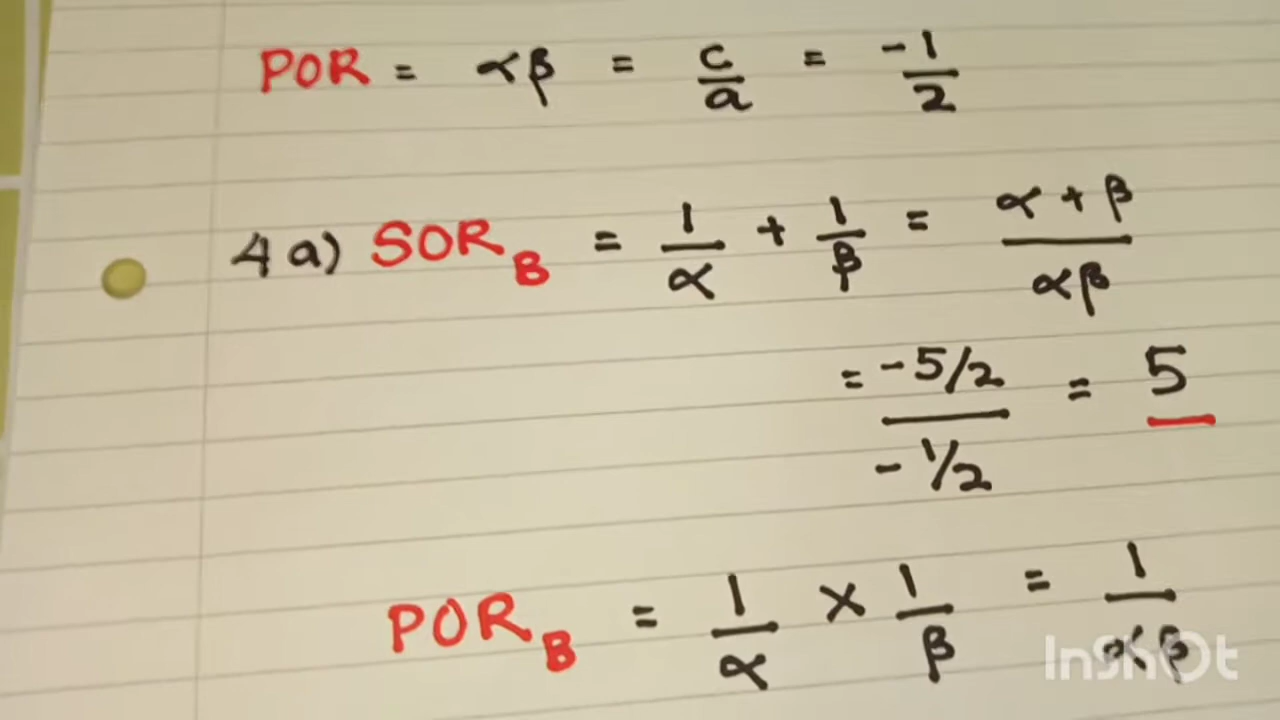 POR = αβ = c/a = -1/2
4 a) SOR_B = 1/α + 1/β = α + β / αβ
= -5/2 / -1/2 = 5
POR_B = 1/α × 1/β = 1/αβ
InShOt